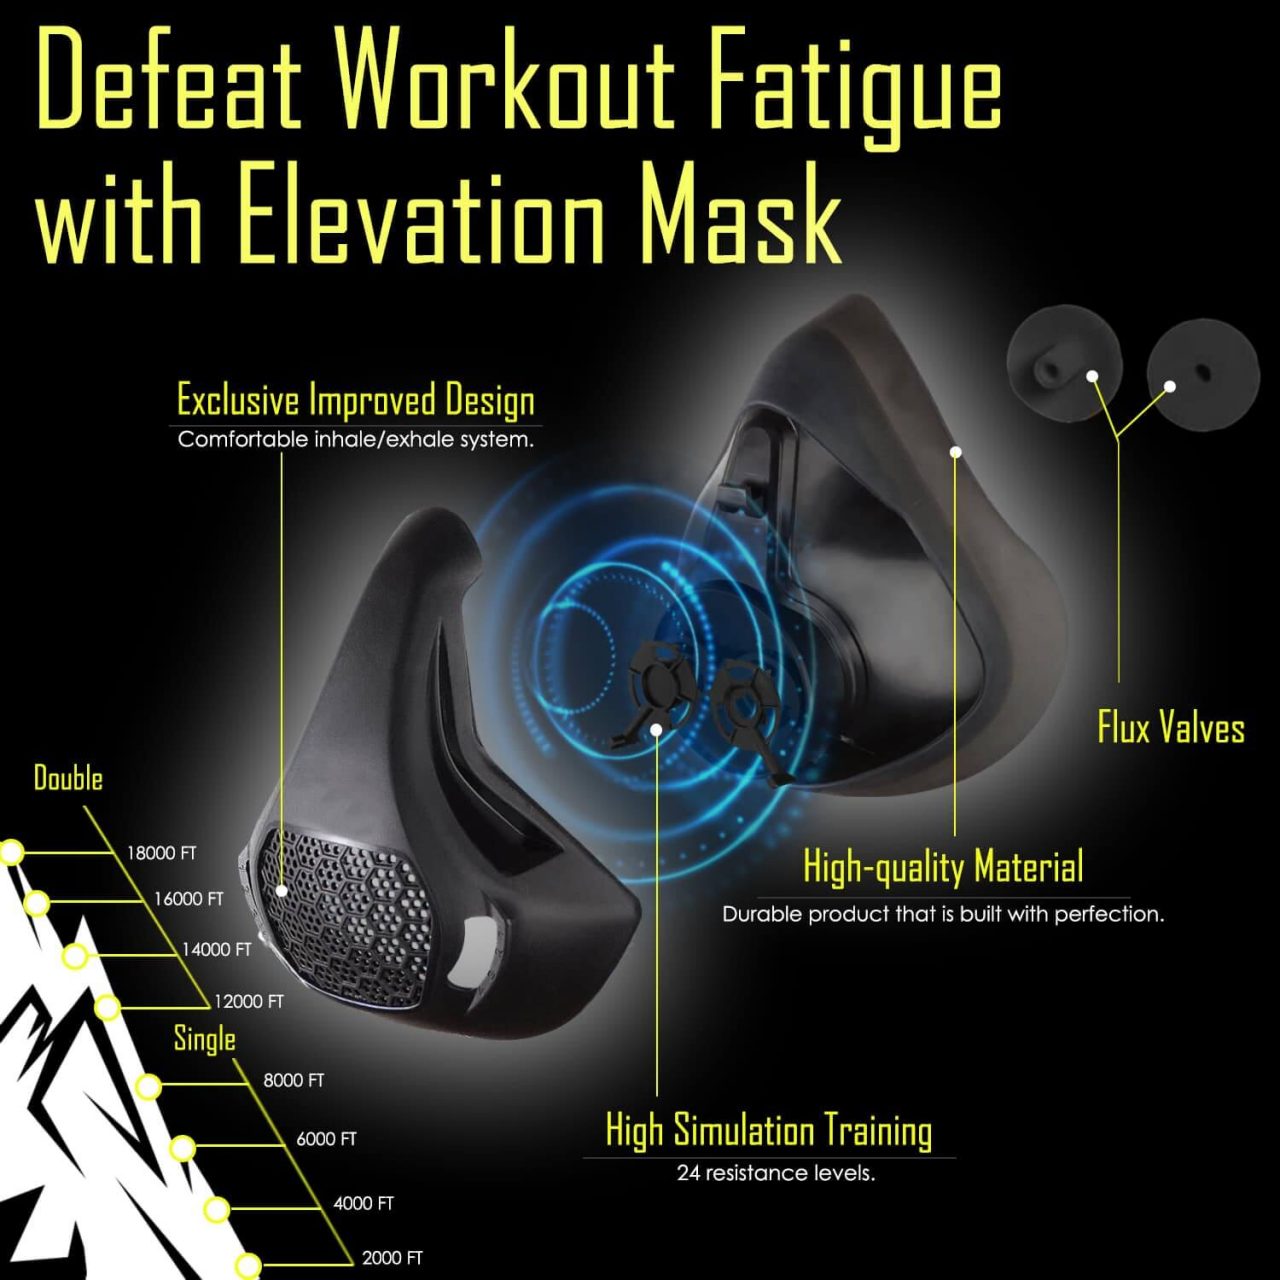 Defeat Workout Fatigue
with Elevation Mask
Exclusive Improved Design
Comfortable inhale/exhale system.
Flux Valves
High-quality Material
Durable product that is built with perfection.
High Simulation Training
24 resistance levels.
Double
18000 FT
16000 FT
14000 FT
12000 FT
Single
8000 FT
6000 FT
4000 FT
2000 FT